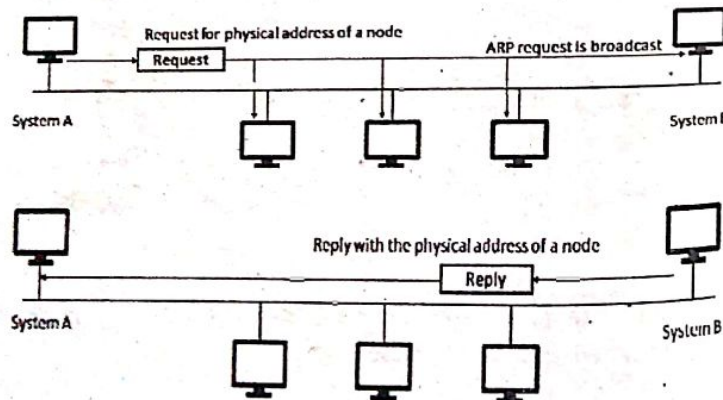 Request for physical address of a node
Request
ARP request is broadcast
System A
System B
Reply with the physical address of a node
Reply
System A
System B